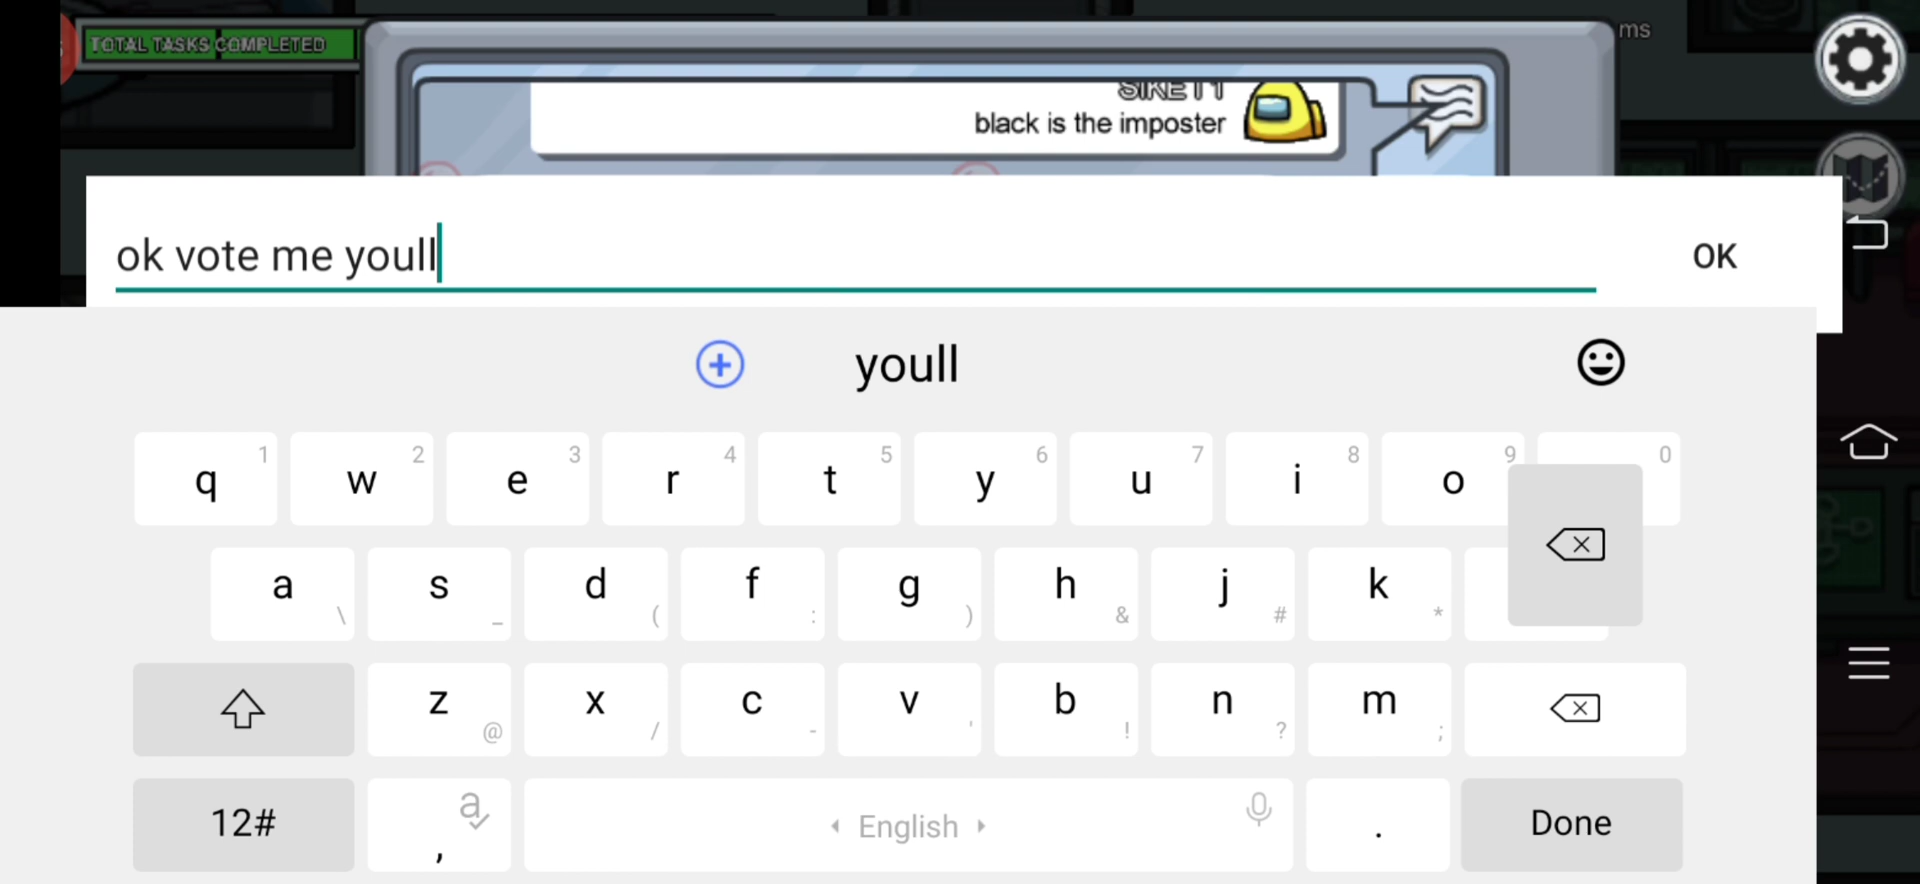 TOTAL TASKS COMPLETED
ms
black is the imposter
ok vote me youll
OK
youll
1 2 3 4 5 6 7 8 9 0
q w e r t y u i o
a s d f g h j k
\ _ ( : ) & # *
z x c v b n m
@ / - ' ! ? ;
12# , English . Done